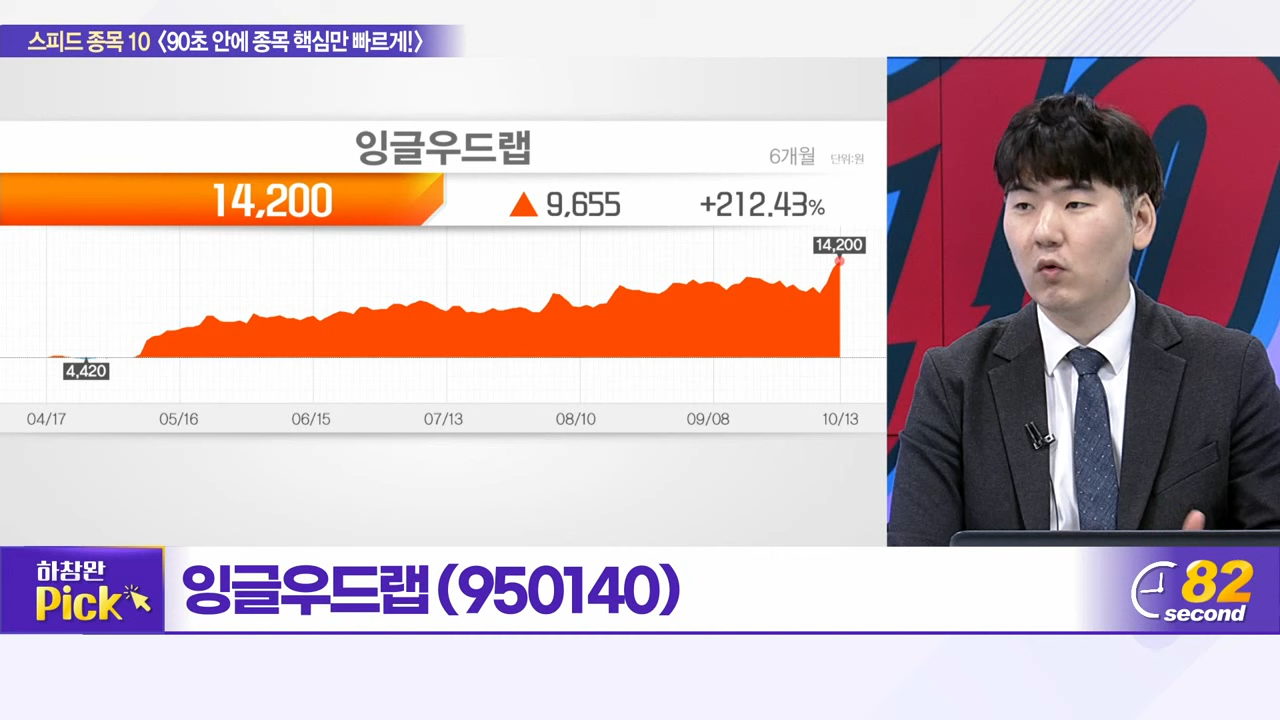 스피드 종목 10 〈90초 안에 종목 핵심만 빠르게!〉
잉글우드랩
6개월 단위:원
14,200 ▲ 9,655 +212.43%
14,200
4,420
04/17 05/16 06/15 07/13 08/10 09/08 10/13
하창완
Pick
잉글우드랩(950140)
82
second